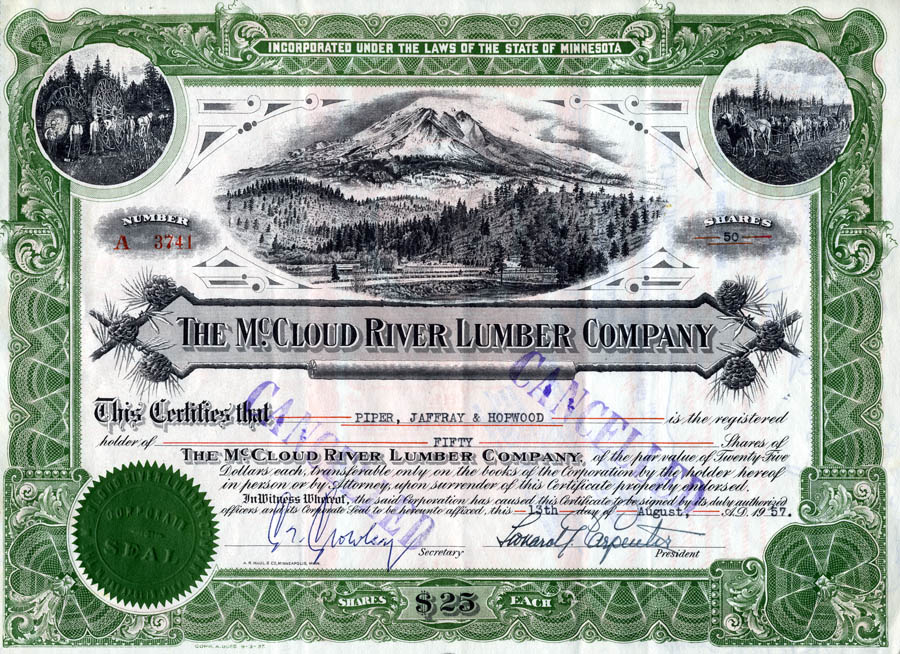 INCORPORATED UNDER THE LAWS OF THE STATE OF MINNESOTA
NUMBER
A 3741
SHARES
50
THE McCLOUD RIVER LUMBER COMPANY
CANCELLED
CANCELLED
This Certifies that PIPER, JAFFRAY & HOPWOOD is the registered
holder of FIFTY Shares of
THE McCLOUD RIVER LUMBER COMPANY, of the par value of Twenty Five
Dollars each, transferable only on the books of the Corporation by the holder hereof
in person or by Attorney, upon surrender of this Certificate properly endorsed.
In Witness Whereof, the said Corporation has caused this Certificate to be signed by its duly authorized
officers and its Corporate Seal to be hereunto affixed, this 13th day of August, A.D. 1957.
Secretary
President
SEAL
SHARES $25 EACH